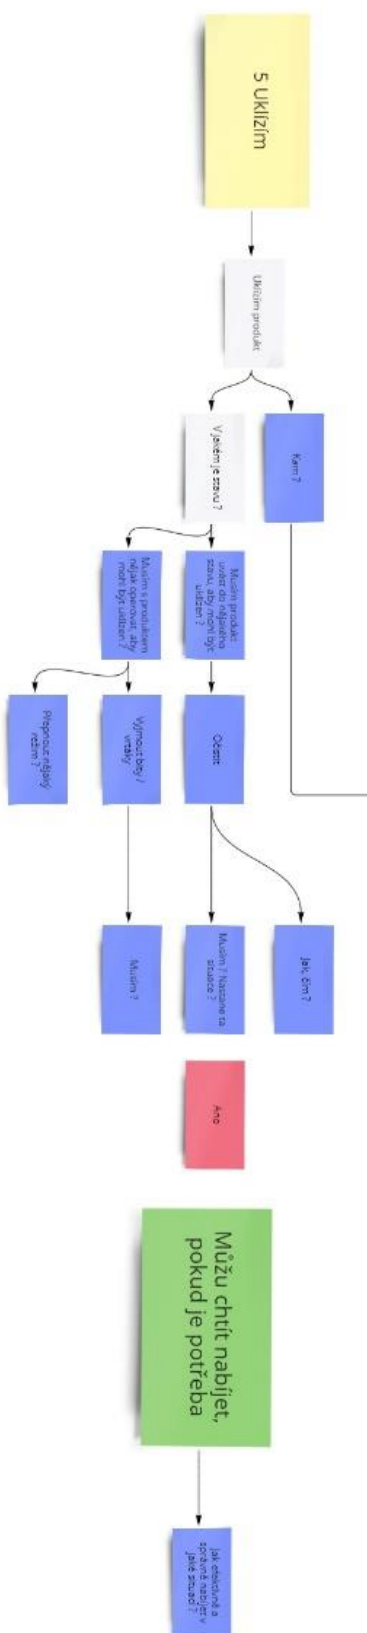 5 Uklízím
Uklízím produkt
Kam ?
V jakém je stavu ?
Musím produkt
uvést do nějakého
stavu, aby mohl být
uklizen ?
Musím s produktem
nějak operovat, aby
mohl být uklizen ?
Očistit
Vyjmout bity /
vrtáky
Přepnout nějaký
režim ?
Jak, čím ?
Musím ? Nastane ta
situace ?
Musím ?
Ano
Můžu chtít nabíjet,
pokud je potřeba
Jak efektivně a
správně nabíjet v
jaké situaci ?